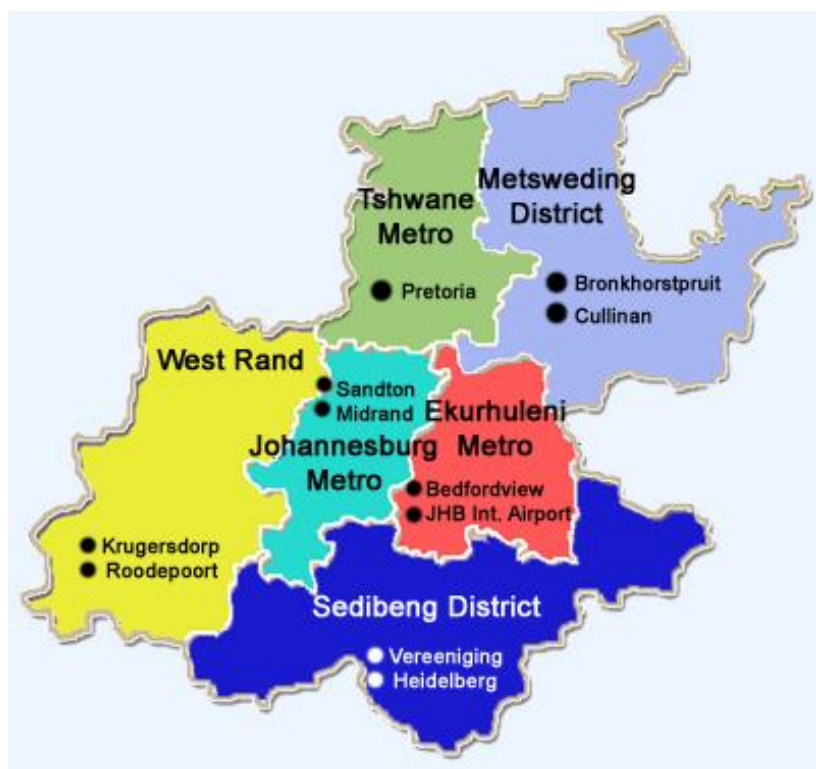 Metsweding
District
Tshwane
Metro
Bronkhorstpruit
Pretoria
Cullinan
West Rand
Sandton
Midrand
Ekurhuleni
Metro
Johannesburg
Metro
Bedfordview
JHB Int. Airport
Krugersdorp
Roodepoort
Sedibeng District
Vereeniging
Heidelberg